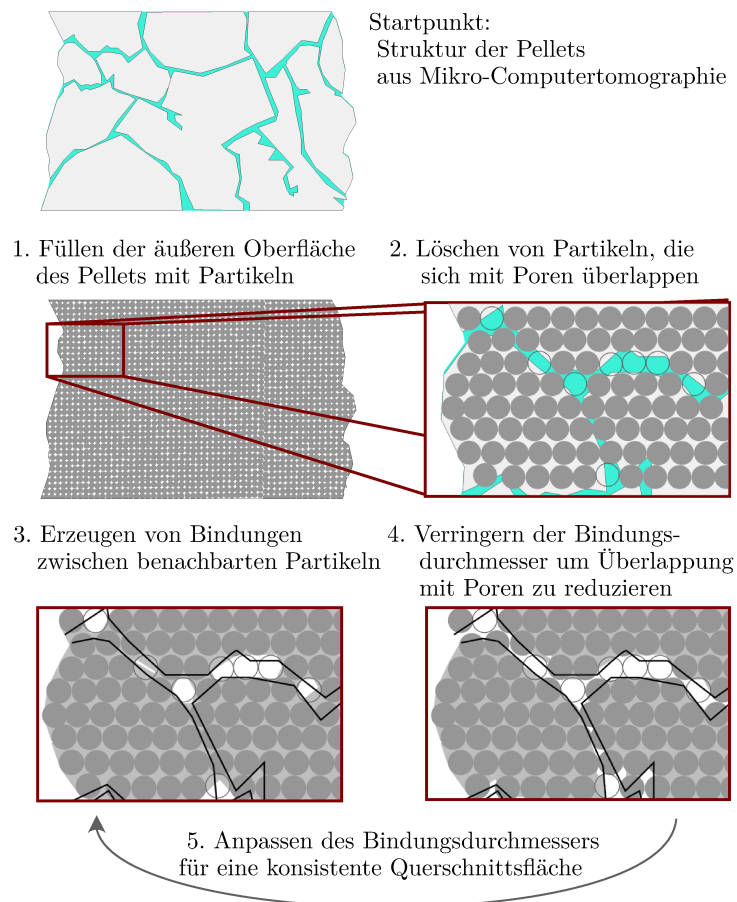 Startpunkt:
Struktur der Pellets
aus Mikro-Computertomographie
1. Füllen der äußeren Oberfläche
des Pellets mit Partikeln
2. Löschen von Partikeln, die
sich mit Poren überlappen
3. Erzeugen von Bindungen
zwischen benachbarten Partikeln
4. Verringern der Bindungs-
durchmesser um Überlappung
mit Poren zu reduzieren
5. Anpassen des Bindungsdurchmessers
für eine konsistente Querschnittsfläche